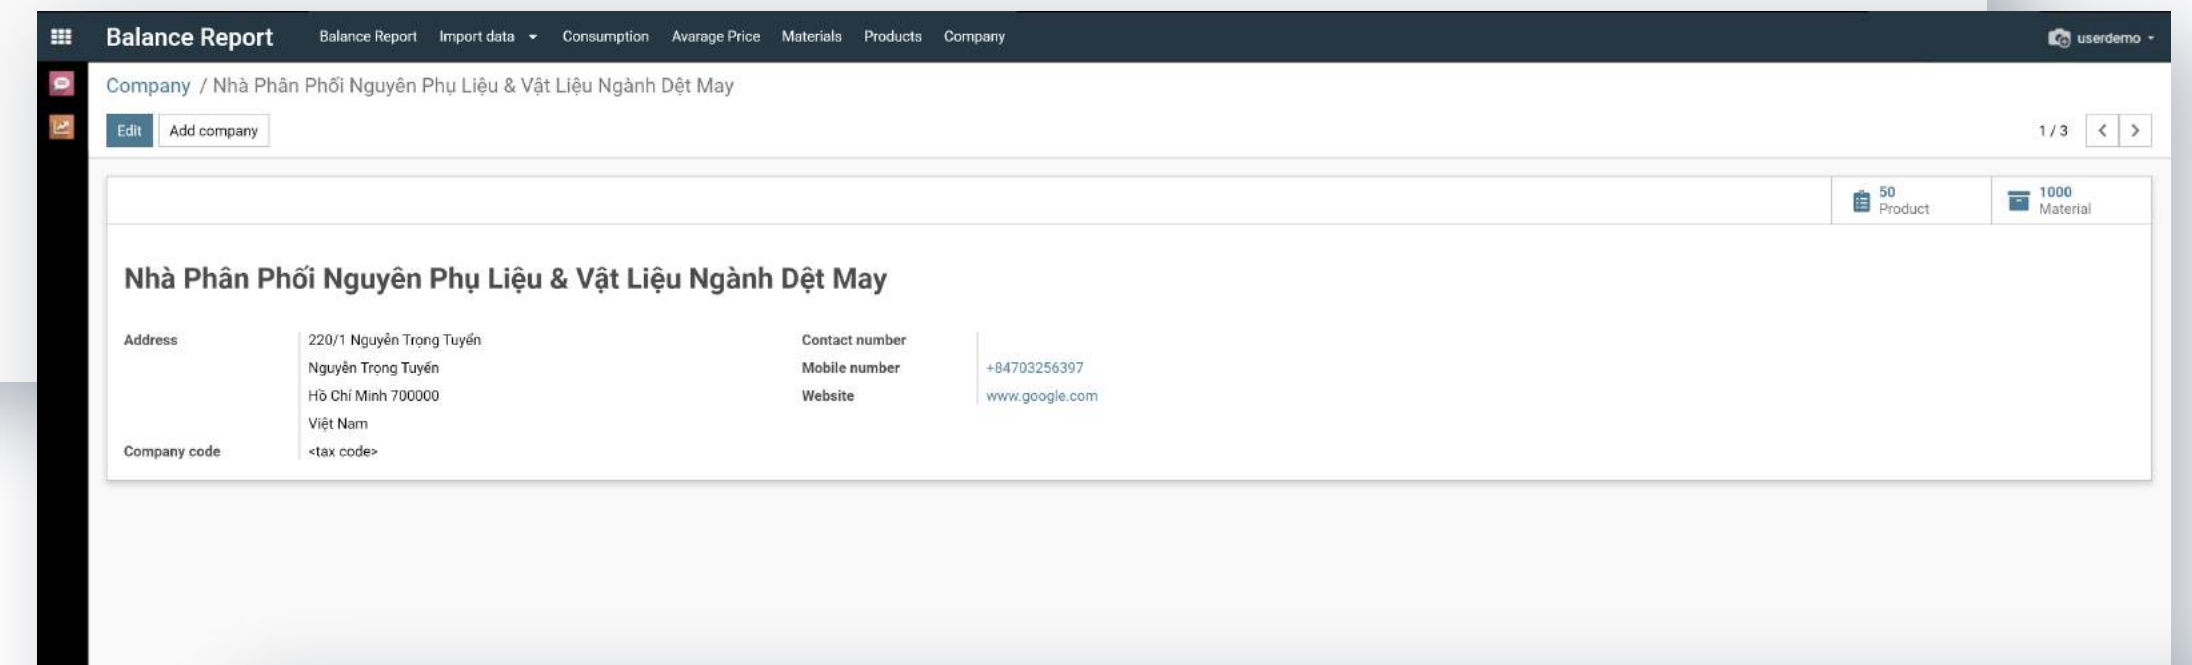 Balance Report Balance Report Import data Consumption Avarage Price Materials Products Company userdemo
Company / Nhà Phân Phối Nguyên Phụ Liệu & Vật Liệu Ngành Dệt May
Edit Add company 1 / 3
50 1000
Product Material
Nhà Phân Phối Nguyên Phụ Liệu & Vật Liệu Ngành Dệt May
Address 220/1 Nguyễn Trọng Tuyển Contact number
Nguyễn Trọng Tuyển Mobile number +84703256397
Hồ Chí Minh 700000 Website www.google.com
Việt Nam
Company code <tax code>